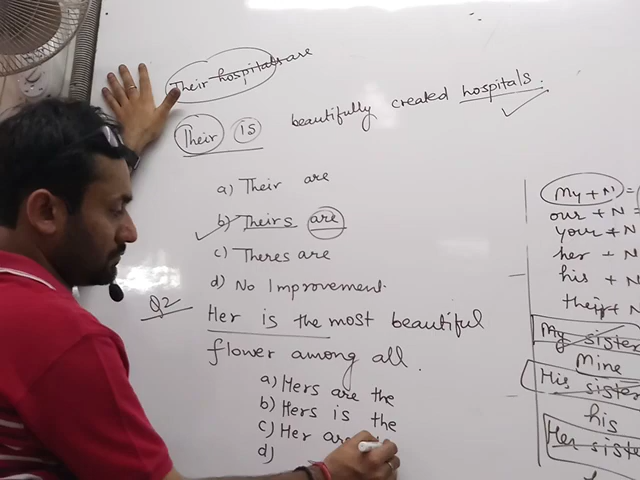 Their hospitals are
Their is beautifully created hospitals.
a) Their are
b) Theirs are
c) Theres are
d) No Improvement.
Q2
Her is the most beautiful
flower among all.
a) Hers are the
b) Hers is the
c) Her are
d)
My + N =
our + N =
your + N
her + N
his + N
their + N
My sister
Mine
His sister
his
Her sister